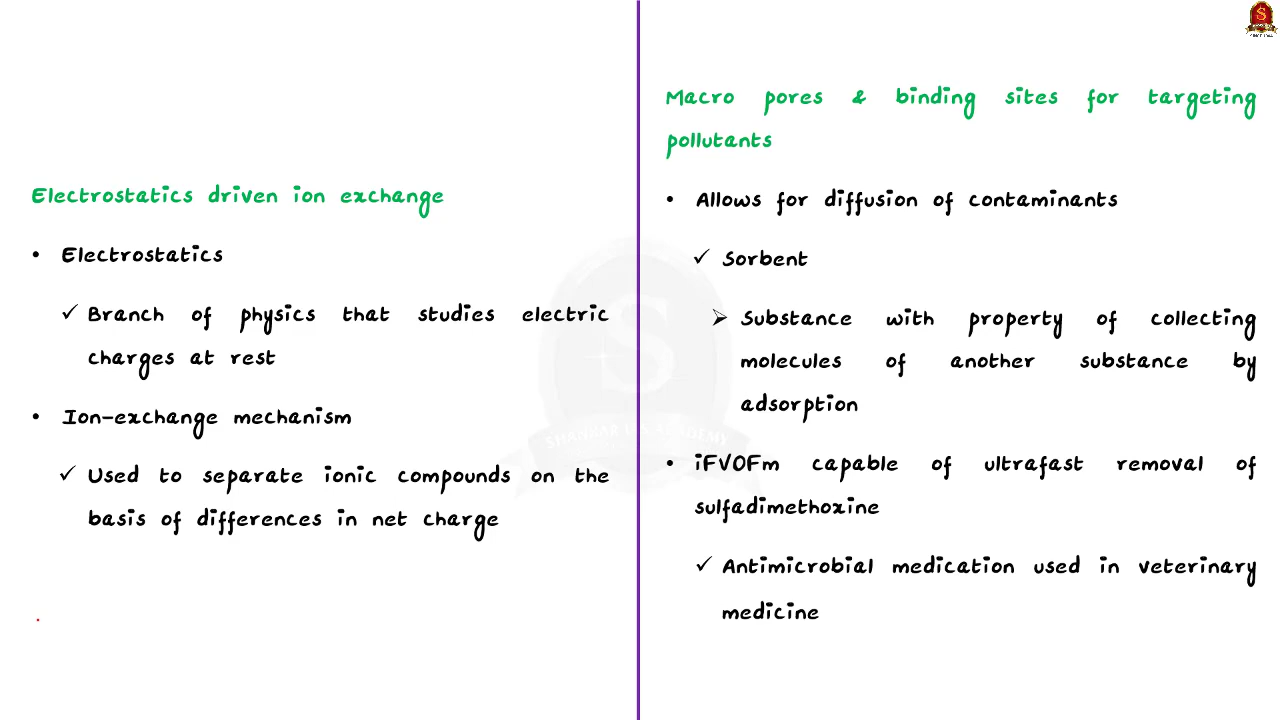 Electrostatics driven ion exchange
• Electrostatics
✓ Branch of physics that studies electric
charges at rest
• Ion-exchange mechanism
✓ Used to separate ionic compounds on the
basis of differences in net charge
Macro pores & binding sites for targeting
pollutants
• Allows for diffusion of contaminants
✓ Sorbent
➢ Substance with property of collecting
molecules of another substance by
adsorption
• iFVOFm capable of ultrafast removal of
sulfadimethoxine
✓ Antimicrobial medication used in veterinary
medicine
S
SHANKAR IAS ACADEMY